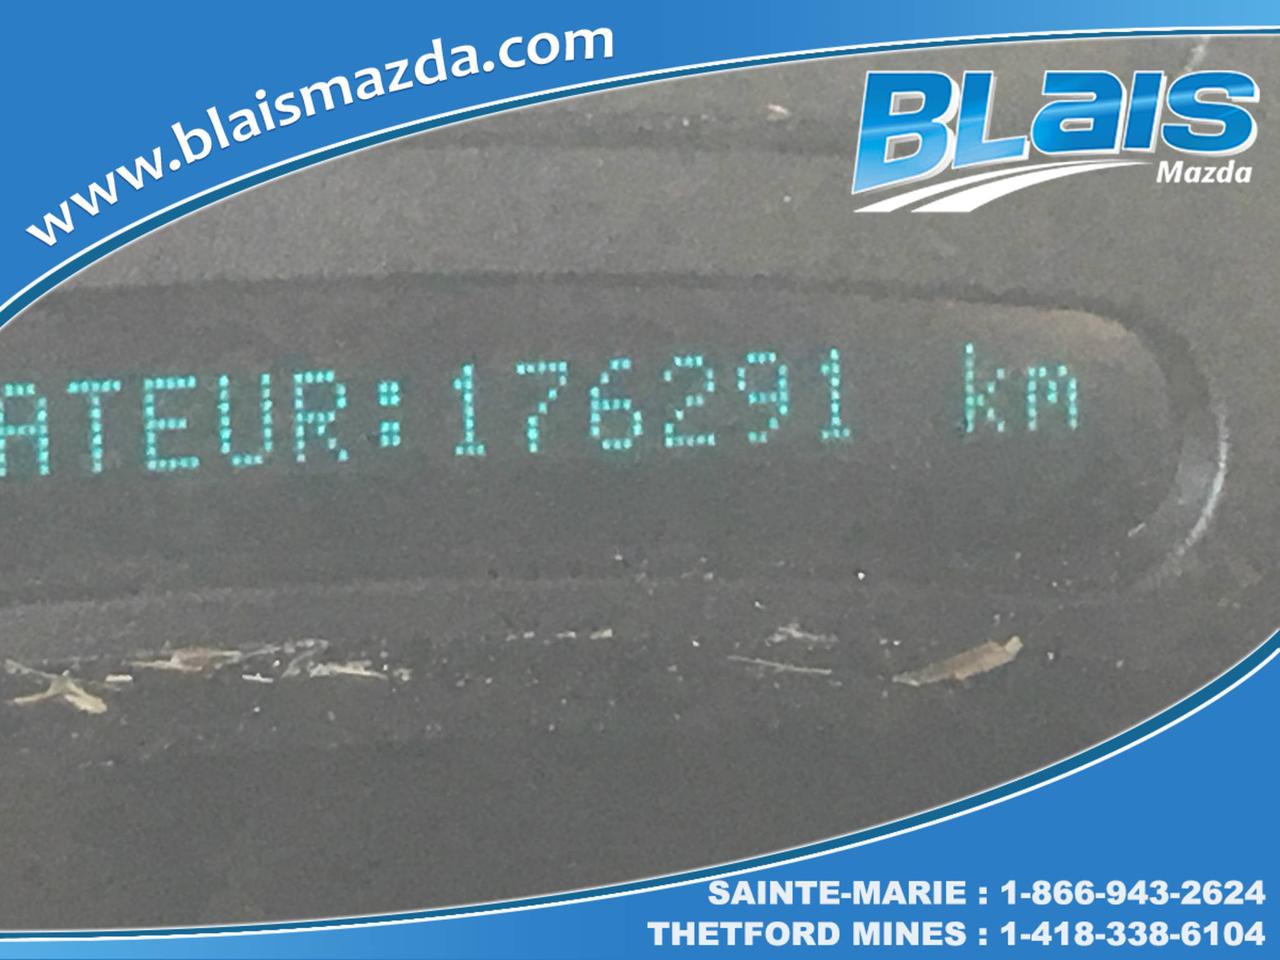 www.blaismazda.com
BLaIS
Mazda
ATEUR:176291 km
SAINTE-MARIE : 1-866-943-2624
THETFORD MINES : 1-418-338-6104